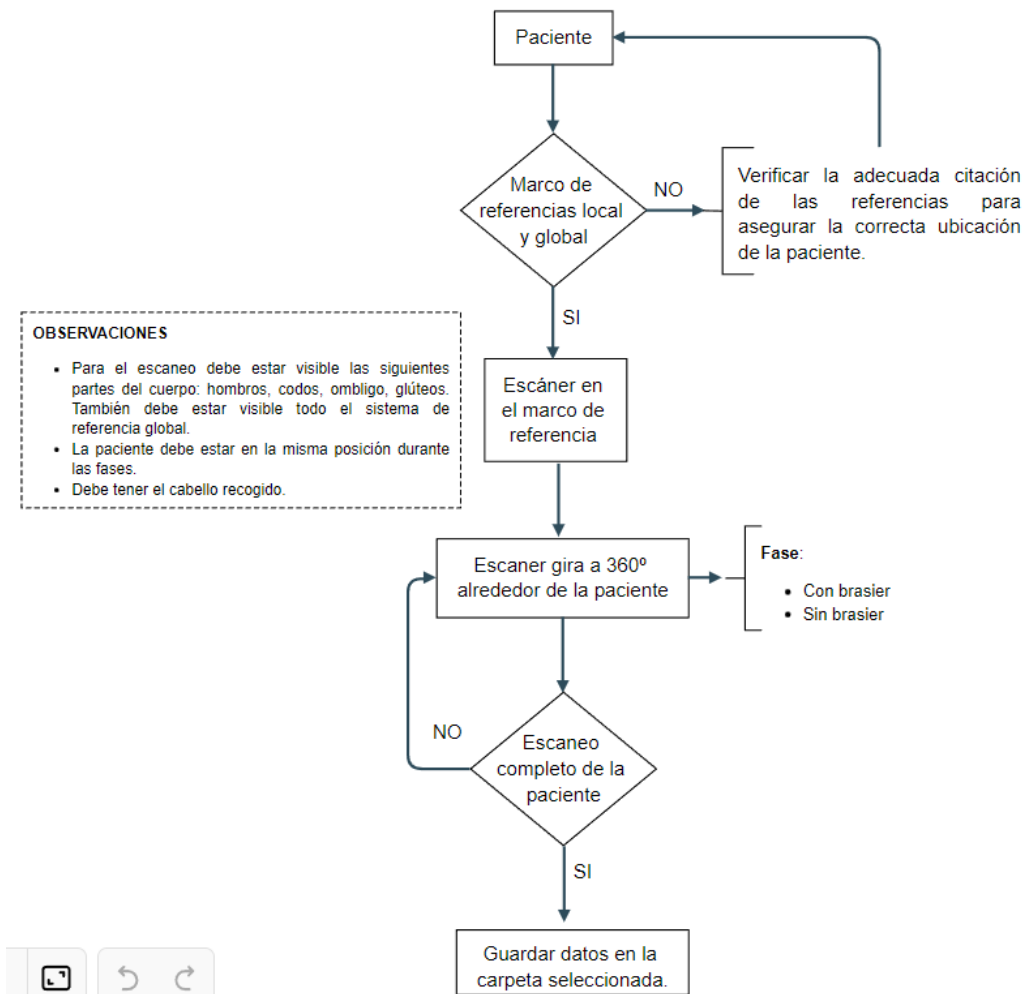 Paciente
Marco de
referencias local
y global
NO
Verificar la adecuada citación
de las referencias para
asegurar la correcta ubicación
de la paciente.
SI
OBSERVACIONES
• Para el escaneo debe estar visible las siguientes
partes del cuerpo: hombros, codos, ombligo, glúteos.
También debe estar visible todo el sistema de
referencia global.
• La paciente debe estar en la misma posición durante
las fases.
• Debe tener el cabello recogido.
Escáner en
el marco de
referencia
Escaner gira a 360º
alrededor de la paciente
Fase:
• Con brasier
• Sin brasier
NO
Escaneo
completo de la
paciente
SI
Guardar datos en la
carpeta seleccionada.